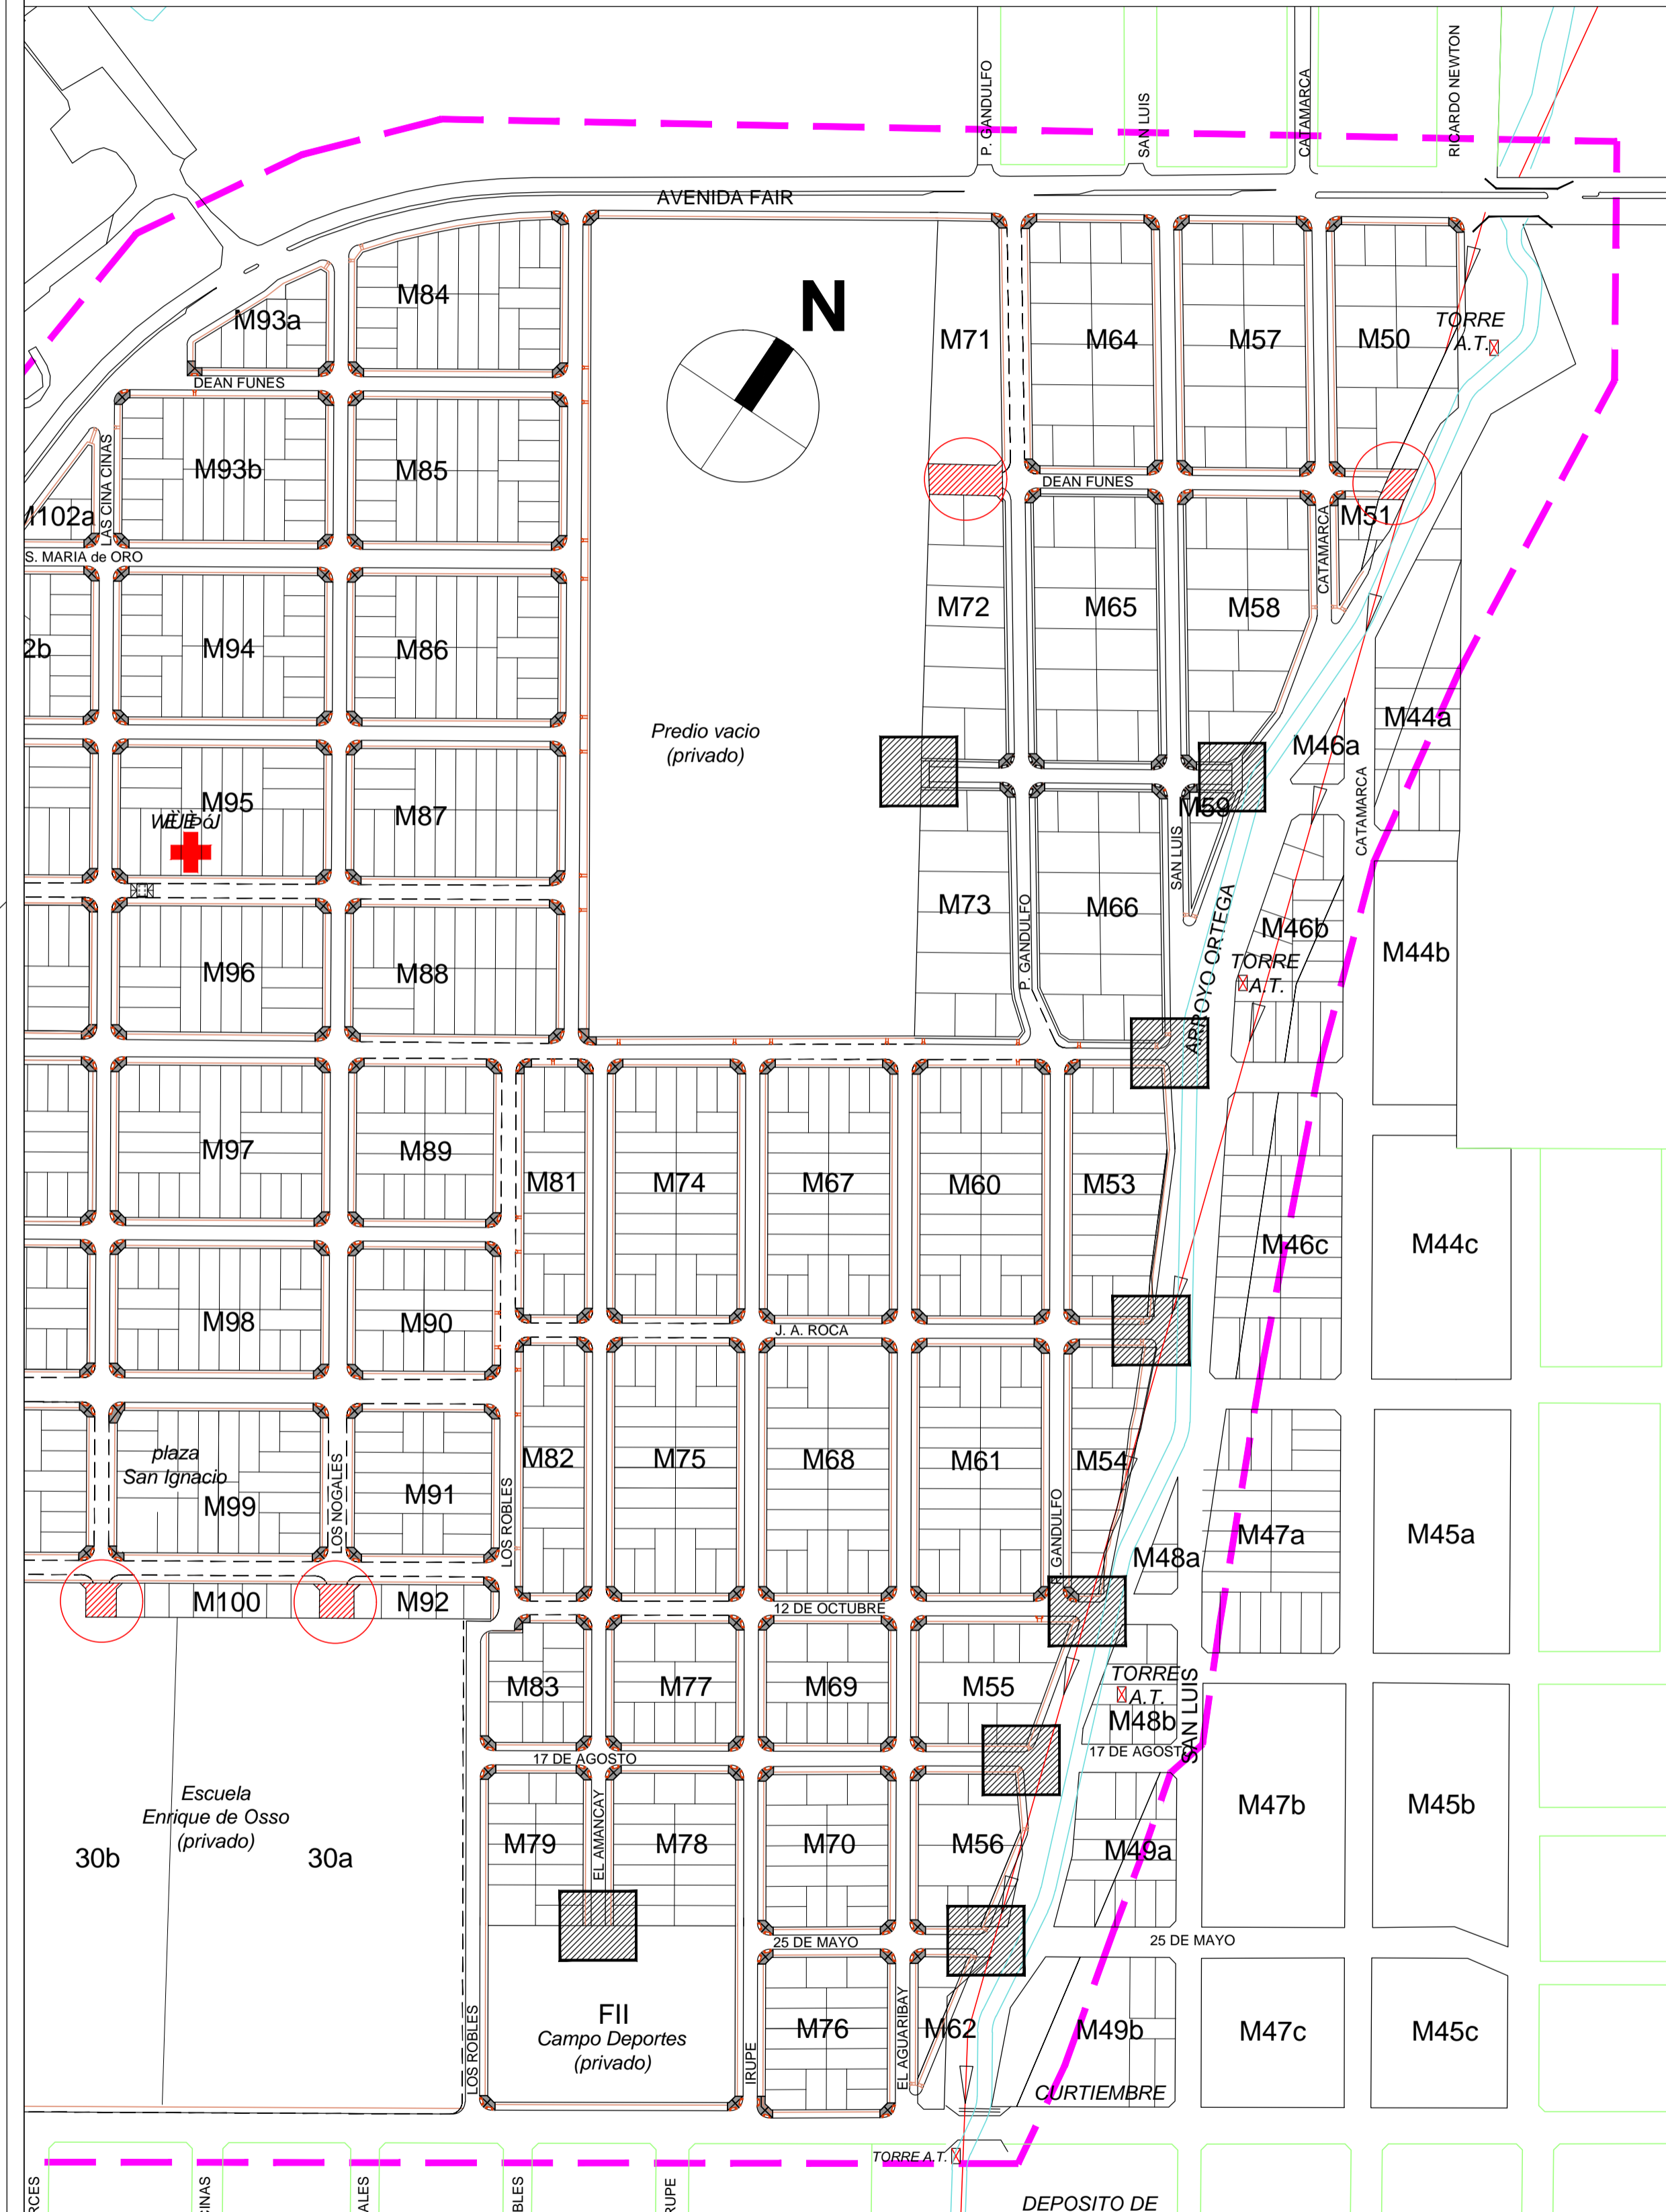 P. GANDULFO
SAN LUIS
CATAMARCA
RICARDO NEWTON
AVENIDA FAIR
N
M84
M93a
M71
M64
M57
M50
TORRE
A.T.
DEAN FUNES
LAS CINA CINAS
M93b
M85
DEAN FUNES
M102a
M51
CATAMARCA
S. MARIA de ORO
M72
M65
M58
2b
M94
M86
Predio vacio
(privado)
M46a
M44a
M95
M87
M59
CATAMARCA
SAN LUIS
M73
P. GANDULFO
M66
ARROYO ORTEGA
M46b
M44b
TORRE
A.T.
M96
M88
M97
M89
M81
M74
M67
M60
M53
M46c
M44c
M98
M90
J. A. ROCA
plaza
San Ignacio
M99
LOS NOGALES
M91
LOS ROBLES
M82
M75
M68
M61
P. GANDULFO
M54
M48a
M47a
M45a
M100
M92
12 DE OCTUBRE
M83
M77
M69
M55
TORRE
A.T.
M48b
SAN LUIS
17 DE AGOSTO
17 DE AGOSTO
Escuela
Enrique de Osso
(privado)
30b
30a
M79
EL AMANCAY
M78
M70
M56
M49a
M47b
M45b
25 DE MAYO
25 DE MAYO
LOS ROBLES
FII
Campo Deportes
(privado)
IRUPE
M76
EL AGUARIBAY
M62
M49b
M47c
M45c
CURTIEMBRE
TORRE A.T.
RCES
CINAS
ALES
BLES
RUPE
DEPOSITO DE